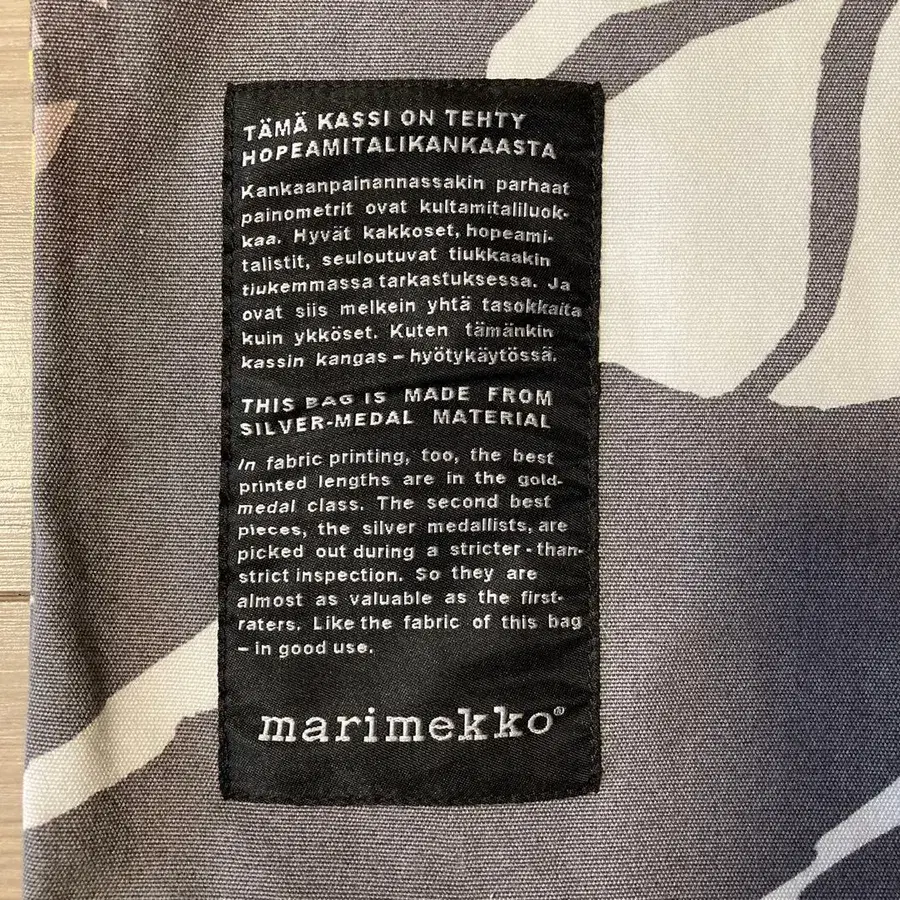 TÄMÄ KASSI ON TEHTY
HOPEAMITALIKANKAASTA
Kankaanpainannassakin parhaat
painometrit ovat kultamitaliluok-
kaa. Hyvät kakkoset, hopeami-
talistit, seuloutuvat tiukkaakin
tiukemmassa tarkastuksessa. Ja
ovat siis melkein yhtä tasokkaita
kuin ykköset. Kuten tämänkin
kassin kangas – hyötykäytössä.
THIS BAG IS MADE FROM
SILVER-MEDAL MATERIAL
In fabric printing, too, the best
printed lengths are in the gold-
medal class. The second best
pieces, the silver medallists, are
picked out during a stricter-than-
strict inspection. So they are
almost as valuable as the first-
raters. Like the fabric of this bag
– in good use.
marimekko®